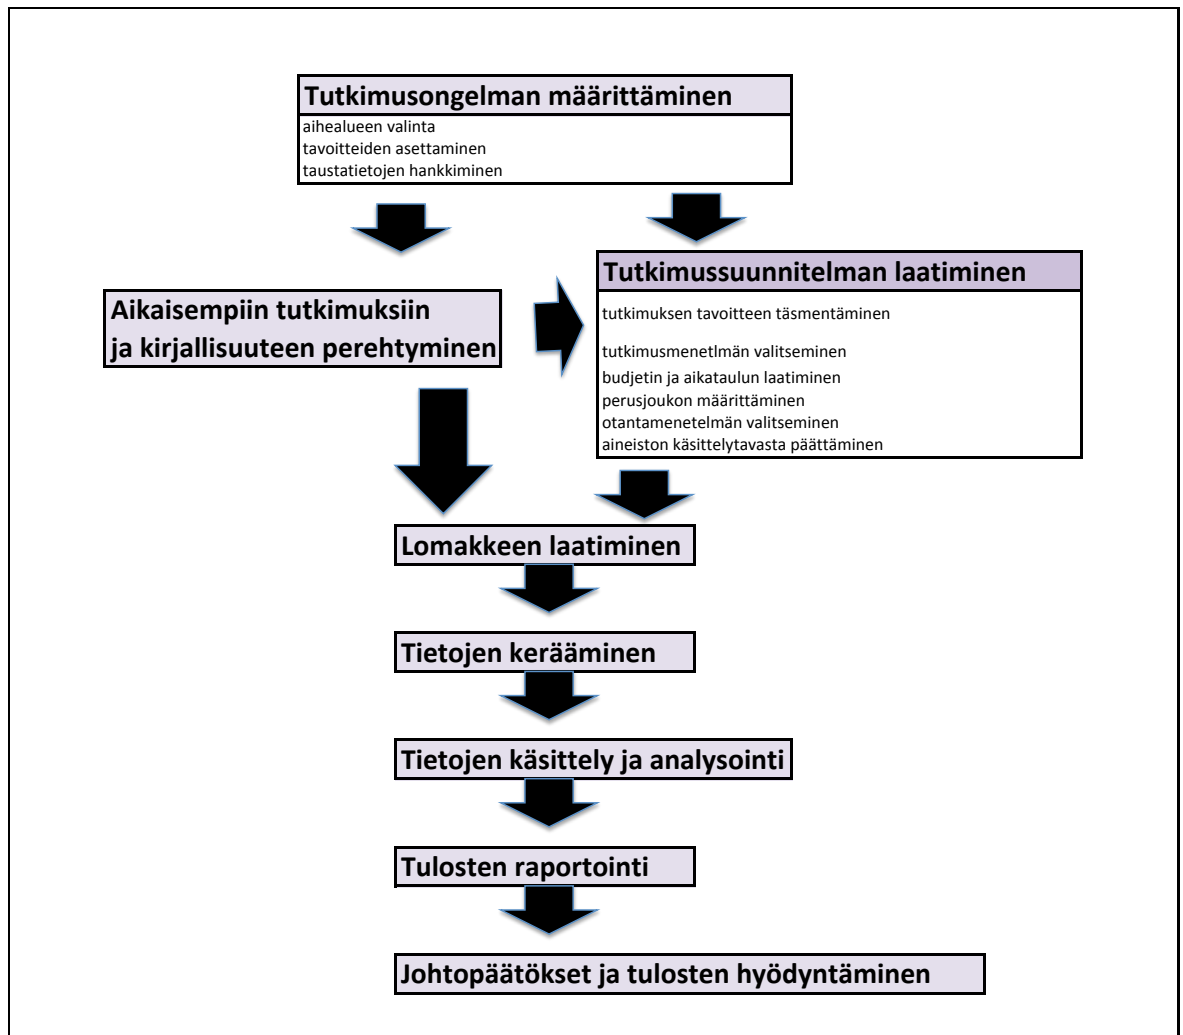 Tutkimusongelman määrittäminen
aihealueen valinta
tavoitteiden asettaminen
taustatietojen hankkiminen
Aikaisempiin tutkimuksiin
ja kirjallisuuteen perehtyminen
Tutkimussuunnitelman laatiminen
tutkimuksen tavoitteen täsmentäminen
tutkimusmenetlmän valitseminen
budjetin ja aikataulun laatiminen
perusjoukon määrittäminen
otantamenetelmän valitseminen
aineiston käsittelytavasta päättäminen
Lomakkeen laatiminen
Tietojen kerääminen
Tietojen käsittely ja analysointi
Tulosten raportointi
Johtopäätökset ja tulosten hyödyntäminen